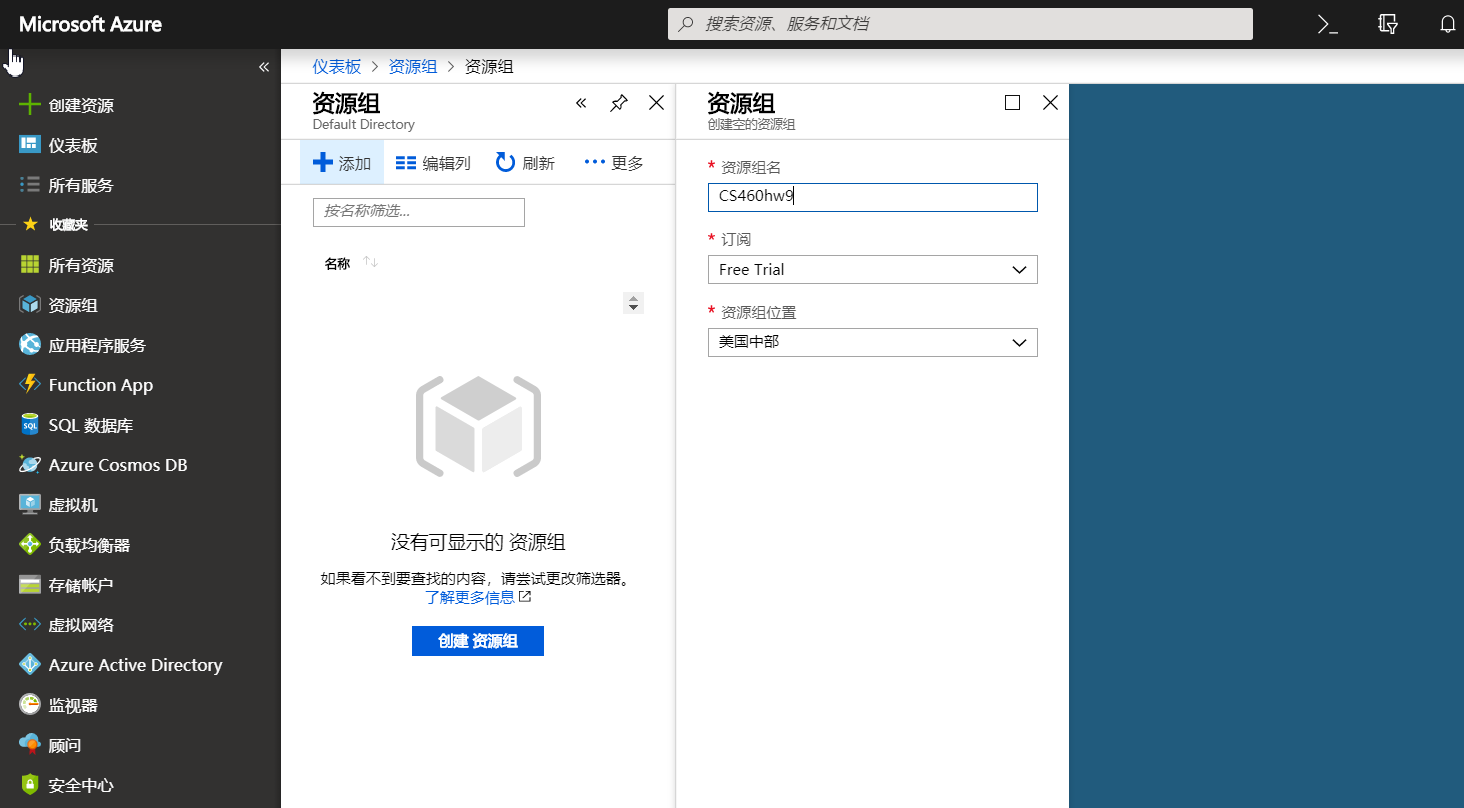 Microsoft Azure
搜索资源、服务和文档
创建资源
仪表板
所有服务
收藏夹
所有资源
资源组
应用程序服务
Function App
SQL 数据库
Azure Cosmos DB
虚拟机
负载均衡器
存储帐户
虚拟网络
Azure Active Directory
监视器
顾问
安全中心
仪表板 > 资源组 > 资源组
资源组
Default Directory
添加 编辑列 刷新 更多
按名称筛选...
名称
没有可显示的 资源组
如果看不到要查找的内容，请尝试更改筛选器。
了解更多信息
创建 资源组
资源组
创建空的资源组
* 资源组名
CS460hw9
* 订阅
Free Trial
* 资源组位置
美国中部